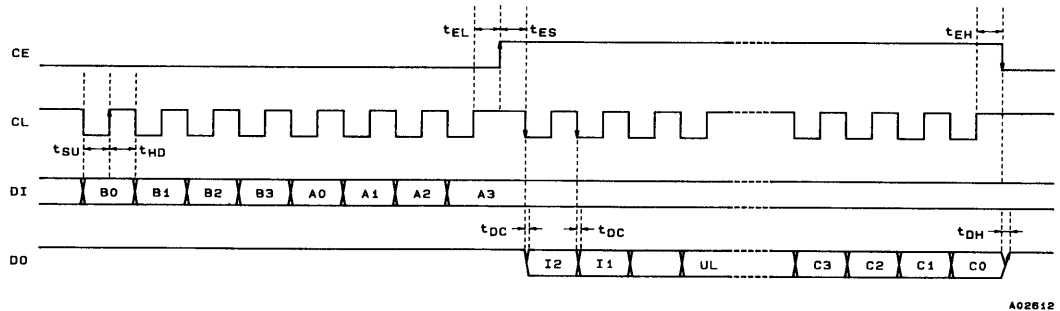 tEL tES tEH
CE
CL
tSU tHD
DI B0 B1 B2 B3 A0 A1 A2 A3
tDC tDC tDH
DO I2 I1 UL C3 C2 C1 C0
A02612